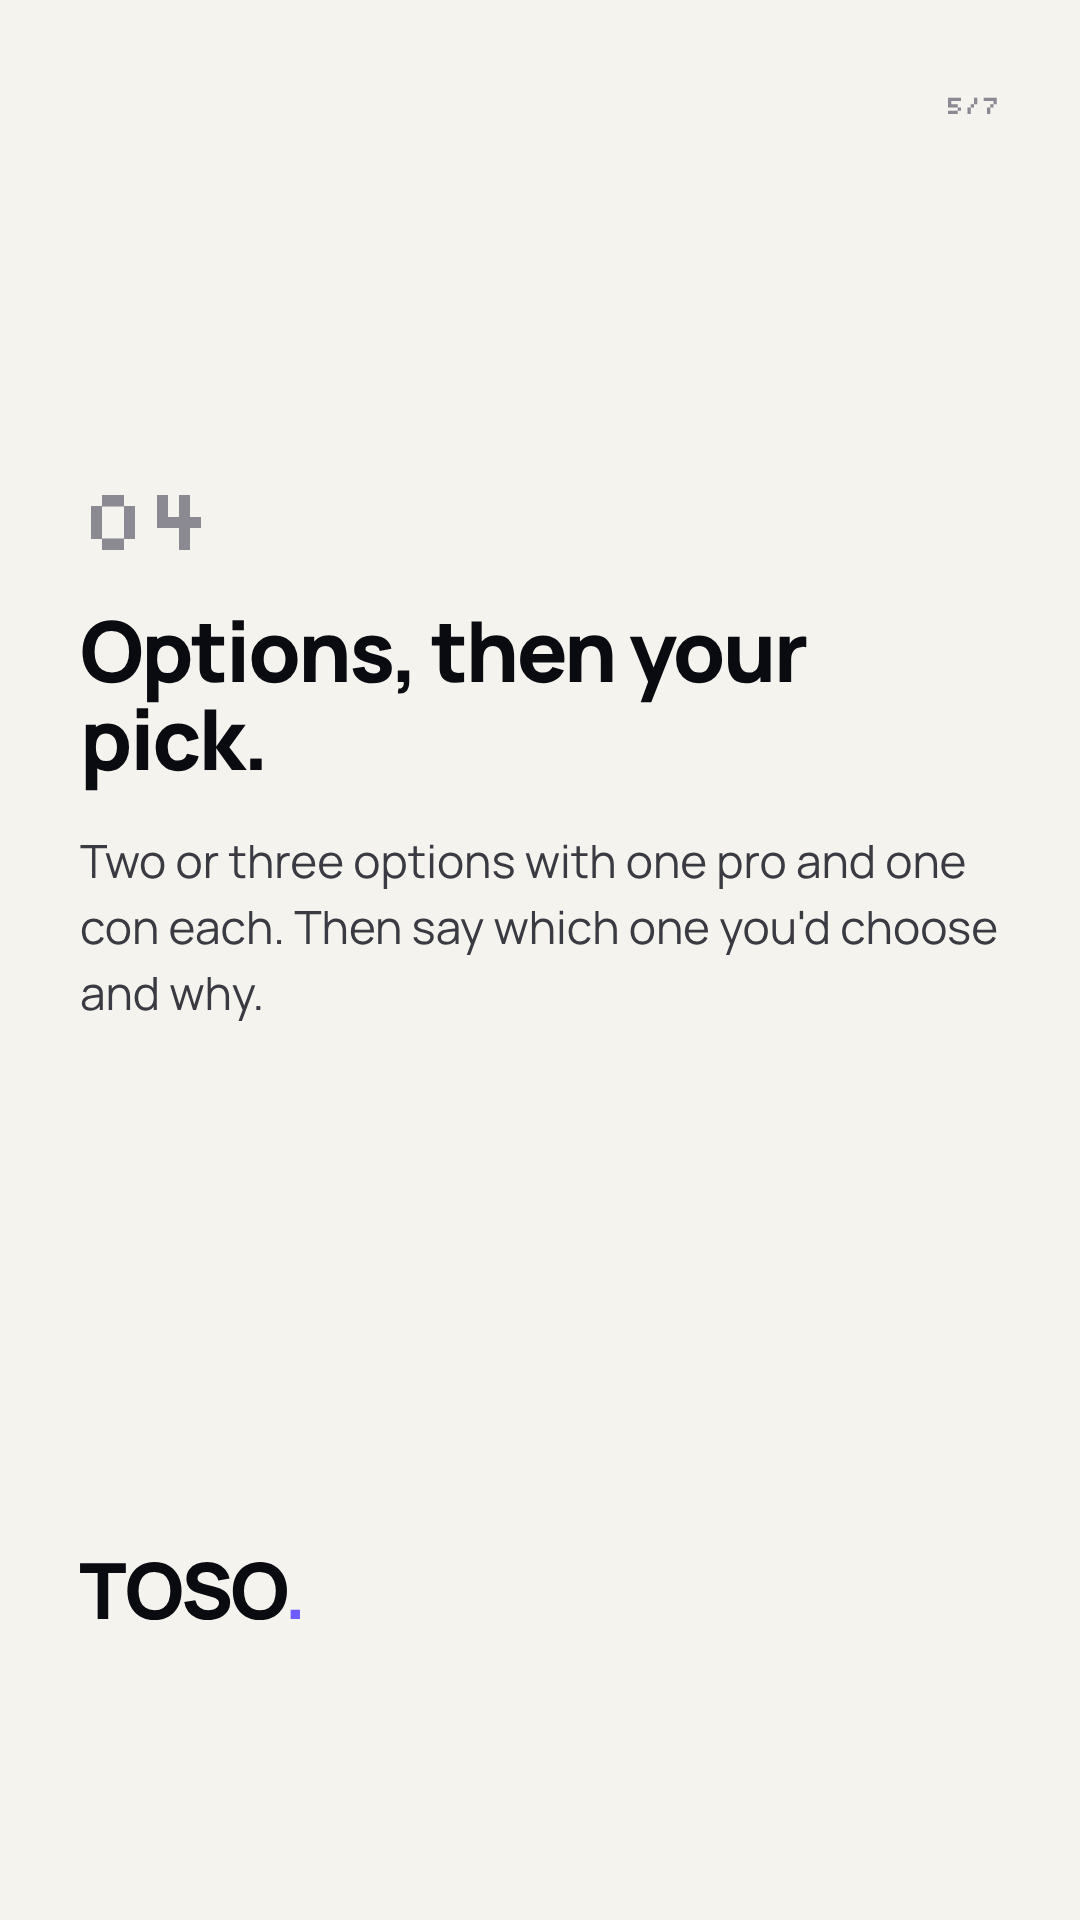 5/7
04
Options, then your
pick.
Two or three options with one pro and one
con each. Then say which one you'd choose
and why.
TOSO.